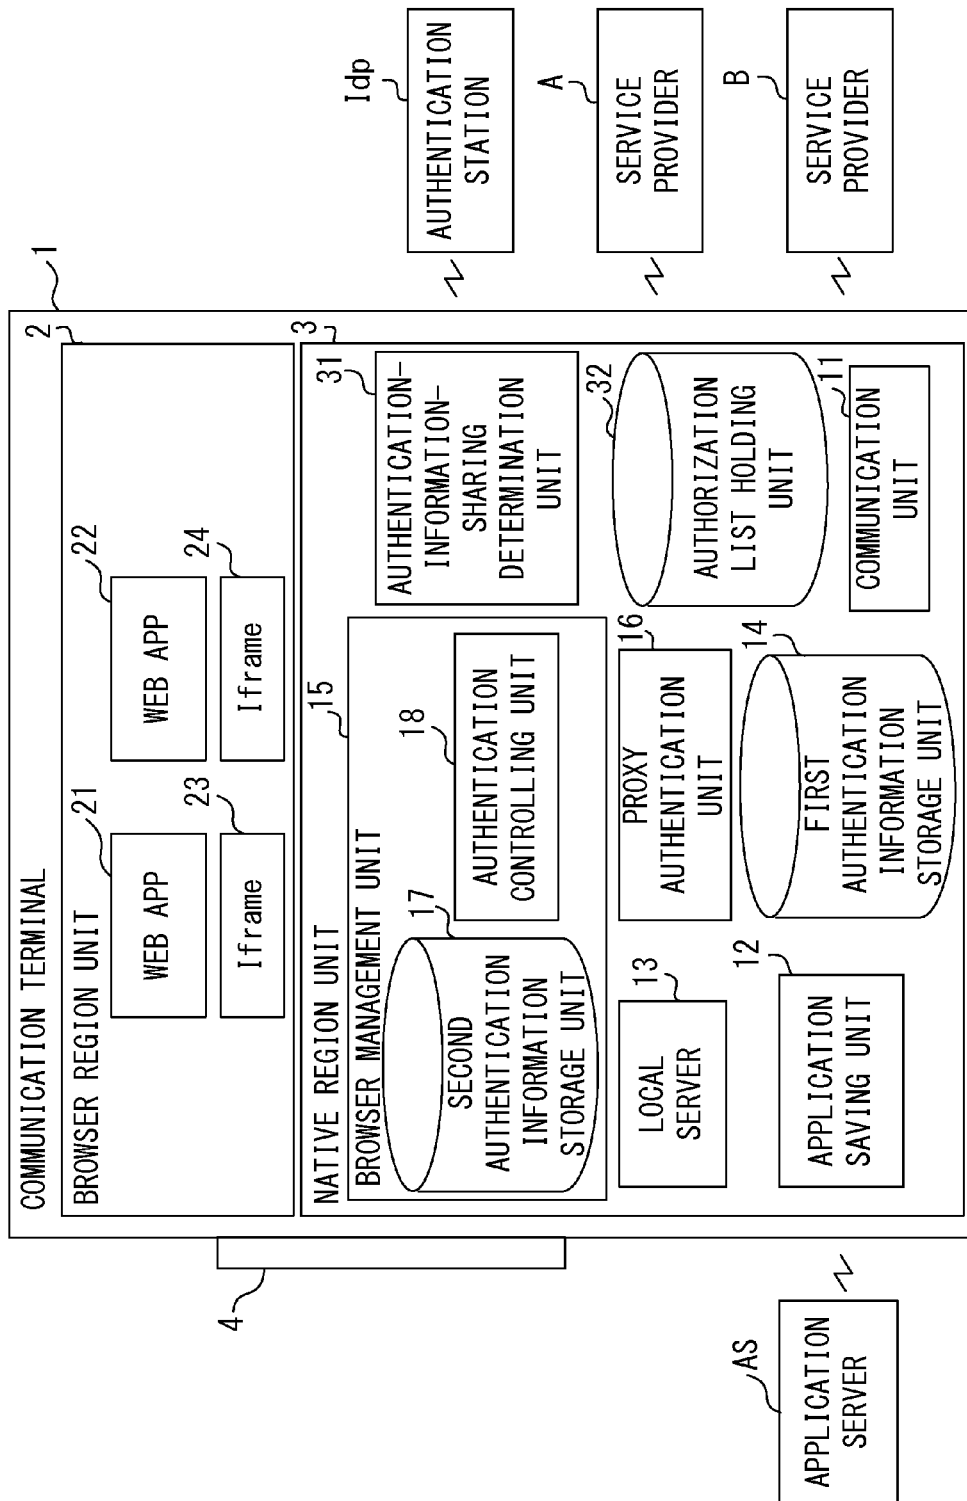 COMMUNICATION TERMINAL
1
BROWSER REGION UNIT
2
21
WEB APP
22
WEB APP
23
Iframe
24
Iframe
NATIVE REGION UNIT
3
BROWSER MANAGEMENT UNIT
15
17
SECOND
AUTHENTICATION
INFORMATION
STORAGE UNIT
18
AUTHENTICATION
CONTROLLING UNIT
31
AUTHENTICATION-
INFORMATION-
SHARING
DETERMINATION
UNIT
13
LOCAL
SERVER
16
PROXY
AUTHENTICATION
UNIT
32
AUTHORIZATION
LIST HOLDING
UNIT
12
APPLICATION
SAVING UNIT
14
FIRST
AUTHENTICATION
INFORMATION
STORAGE UNIT
11
COMMUNICATION
UNIT
4
AS
APPLICATION
SERVER
Idp
AUTHENTICATION
STATION
A
SERVICE
PROVIDER
B
SERVICE
PROVIDER